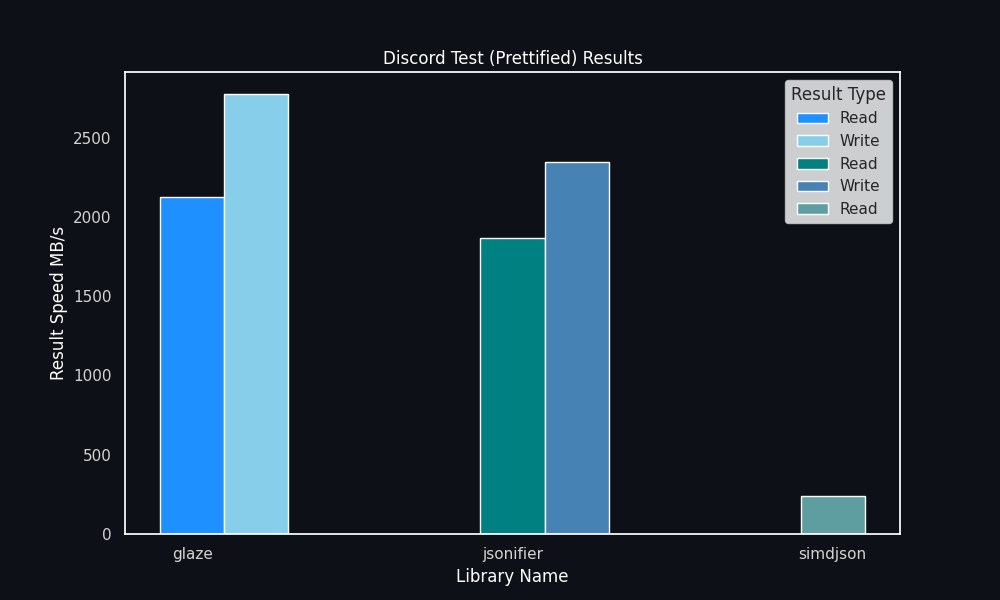 Discord Test (Prettified) Results
Result Type
Read
Write
Read
Write
Read
Result Speed MB/s
2500
2000
1500
1000
500
0
glaze
jsonifier
simdjson
Library Name